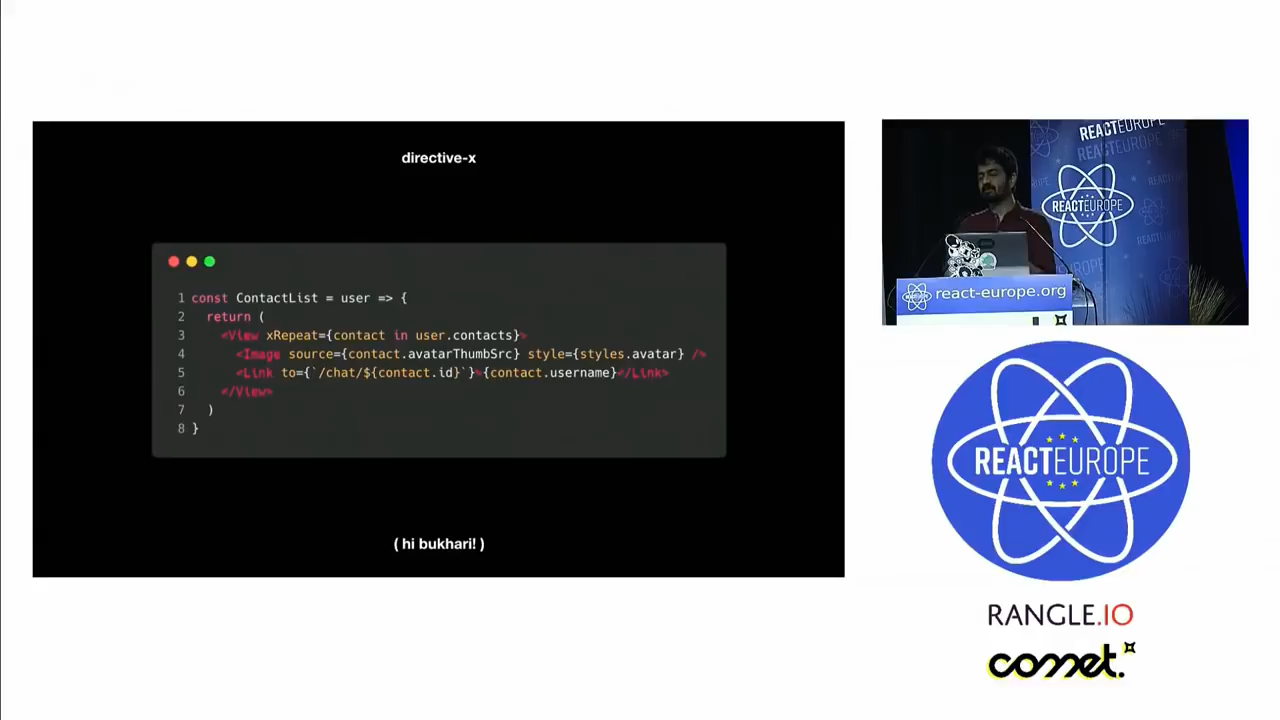 directive-x
1 const ContactList = user => {
2 return (
3 <View xRepeat={contact in user.contacts}>
4 <Image source={contact.avatarThumbSrc} style={styles.avatar} />
5 <Link to={`/chat/${contact.id}`}>{contact.username}</Link>
6 </View>
7 )
8 }
( hi bukhari! )
REACTEUROPE
REACTEUROPE
REACTEUROPE
react-europe.org
REACTEUROPE
RANGLE.IO
comet.